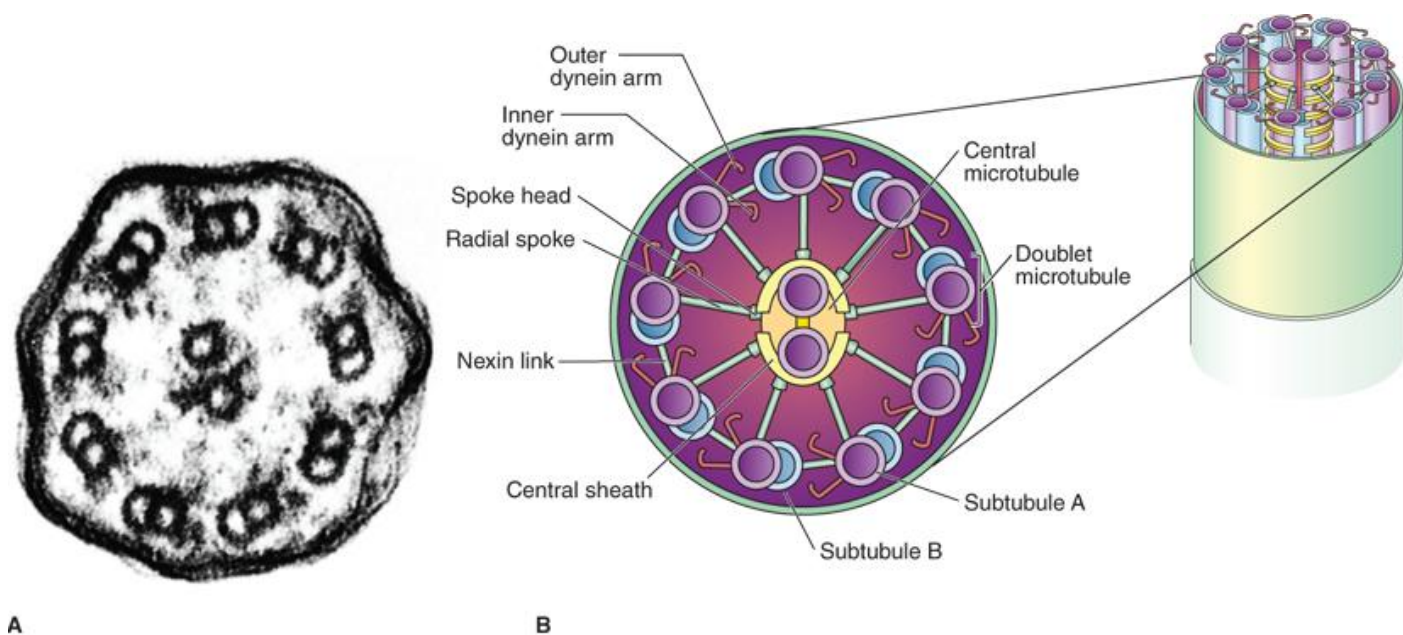 Outer
dynein arm
Inner
dynein arm
Spoke head
Radial spoke
Nexin link
Central sheath
Central
microtubule
Doublet
microtubule
Subtubule A
Subtubule B
A
B